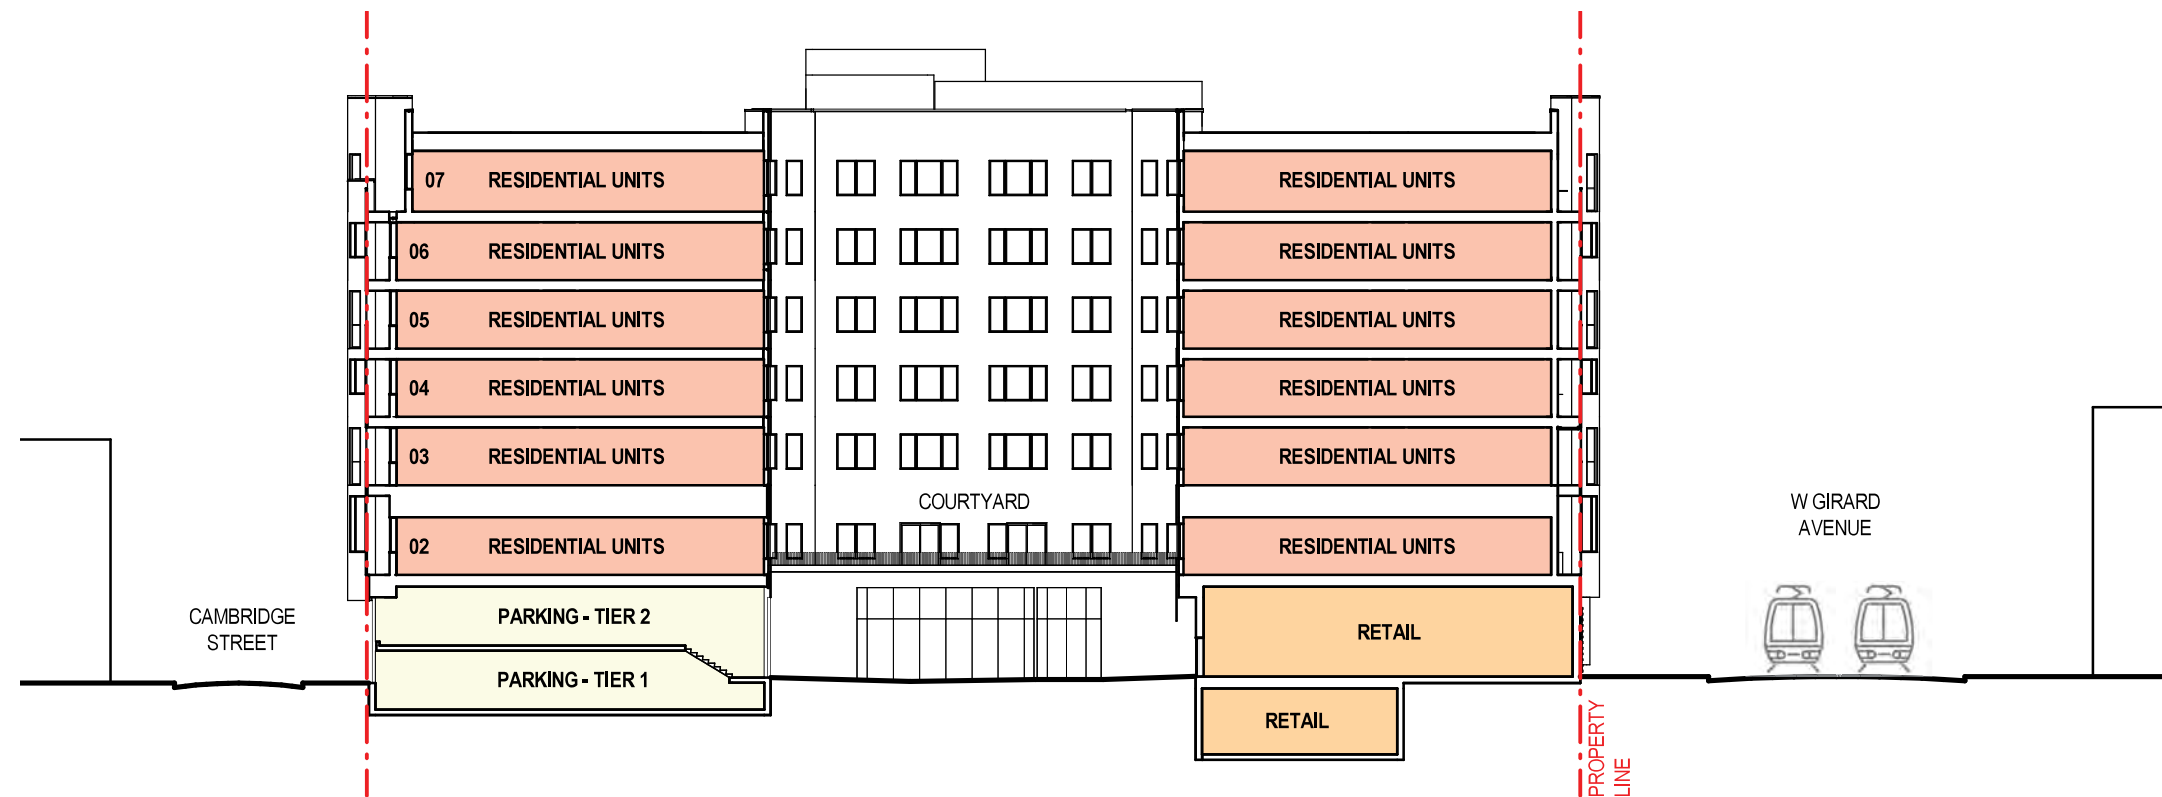 07 RESIDENTIAL UNITS RESIDENTIAL UNITS
06 RESIDENTIAL UNITS RESIDENTIAL UNITS
05 RESIDENTIAL UNITS RESIDENTIAL UNITS
04 RESIDENTIAL UNITS RESIDENTIAL UNITS
03 RESIDENTIAL UNITS RESIDENTIAL UNITS
COURTYARD
W GIRARD
AVENUE
02 RESIDENTIAL UNITS RESIDENTIAL UNITS
CAMBRIDGE
STREET
PARKING - TIER 2
RETAIL
PARKING - TIER 1
RETAIL
PROPERTY
LINE